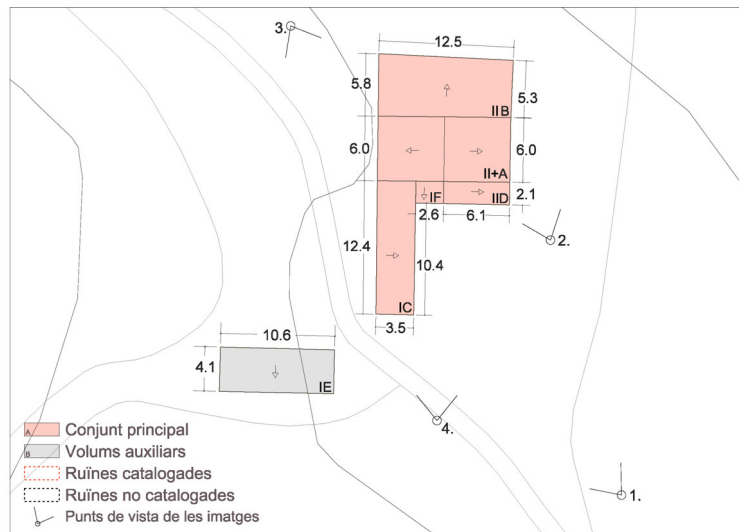 3.
12.5
5.8
5.3
IIB
6.0
6.0
II+A
2.1
IF
IID
2.6
6.1
2.
12.4
10.4
IC
3.5
10.6
4.1
IE
4.
1.
A Conjunt principal
B Volums auxiliars
Ruïnes catalogades
Ruïnes no catalogades
Punts de vista de les imatges